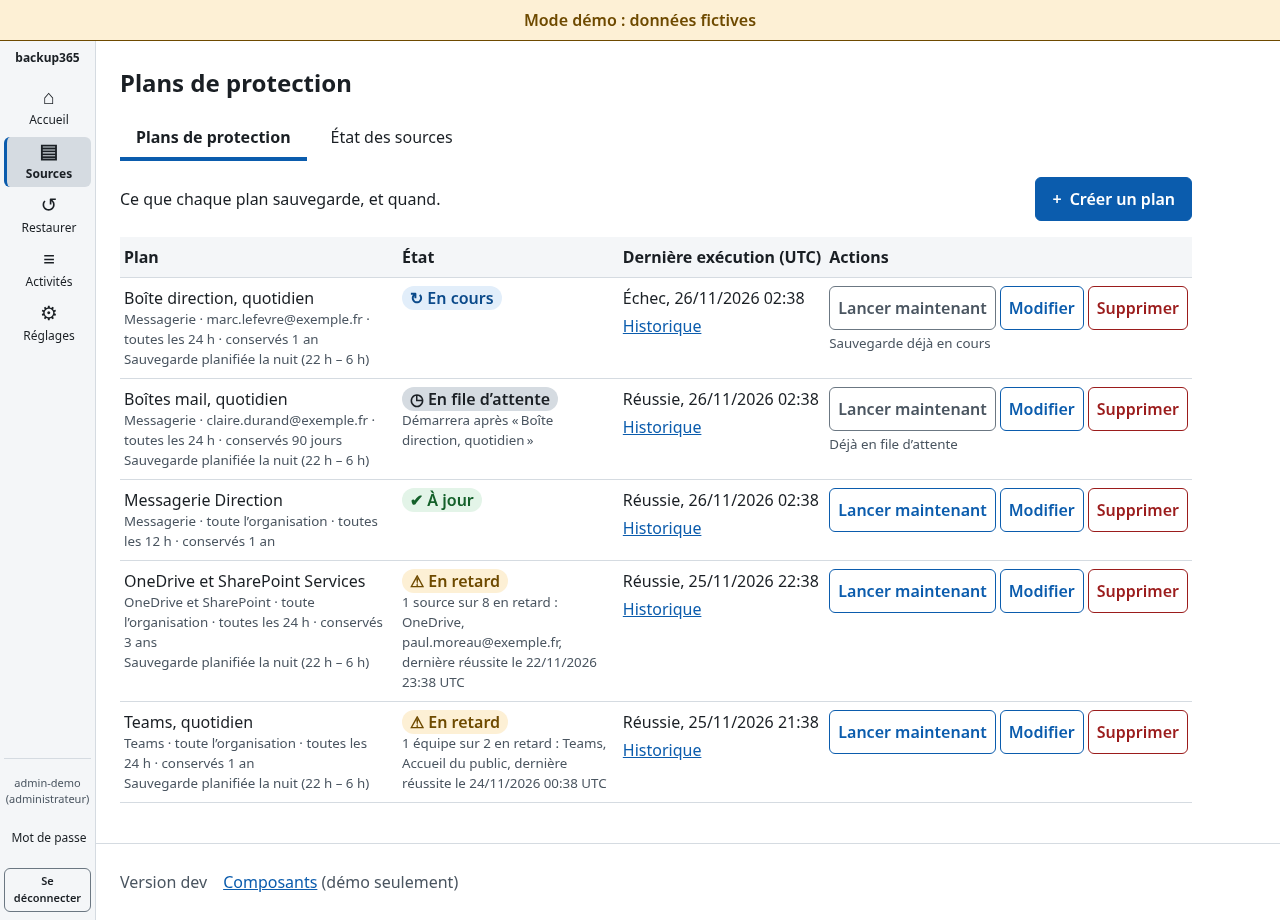 Mode démo : données fictives
backup365
Accueil
Sources
Restaurer
Activités
Réglages
admin-demo
(administrateur)
Mot de passe
Se
déconnecter
Plans de protection
Plans de protection
État des sources
Ce que chaque plan sauvegarde, et quand.
+ Créer un plan
Plan
État
Dernière exécution (UTC)
Actions
Boîte direction, quotidien
Messagerie · marc.lefevre@exemple.fr ·
toutes les 24 h · conservés 1 an
Sauvegarde planifiée la nuit (22 h – 6 h)
↻ En cours
Échec, 26/11/2026 02:38
Historique
Lancer maintenant
Modifier
Supprimer
Sauvegarde déjà en cours
Boîtes mail, quotidien
Messagerie · claire.durand@exemple.fr ·
toutes les 24 h · conservés 90 jours
Sauvegarde planifiée la nuit (22 h – 6 h)
◷ En file d’attente
Démarrera après « Boîte
direction, quotidien »
Réussie, 26/11/2026 02:38
Historique
Lancer maintenant
Modifier
Supprimer
Déjà en file d’attente
Messagerie Direction
Messagerie · toute l’organisation · toutes
les 12 h · conservés 1 an
✔ À jour
Réussie, 26/11/2026 02:38
Historique
Lancer maintenant
Modifier
Supprimer
OneDrive et SharePoint Services
OneDrive et SharePoint · toute
l’organisation · toutes les 24 h · conservés
3 ans
Sauvegarde planifiée la nuit (22 h – 6 h)
⚠ En retard
1 source sur 8 en retard :
OneDrive,
paul.moreau@exemple.fr,
dernière réussite le 22/11/2026
23:38 UTC
Réussie, 25/11/2026 22:38
Historique
Lancer maintenant
Modifier
Supprimer
Teams, quotidien
Teams · toute l’organisation · toutes les
24 h · conservés 1 an
Sauvegarde planifiée la nuit (22 h – 6 h)
⚠ En retard
1 équipe sur 2 en retard : Teams,
Accueil du public, dernière
réussite le 24/11/2026 00:38 UTC
Réussie, 25/11/2026 21:38
Historique
Lancer maintenant
Modifier
Supprimer
Version dev
Composants (démo seulement)